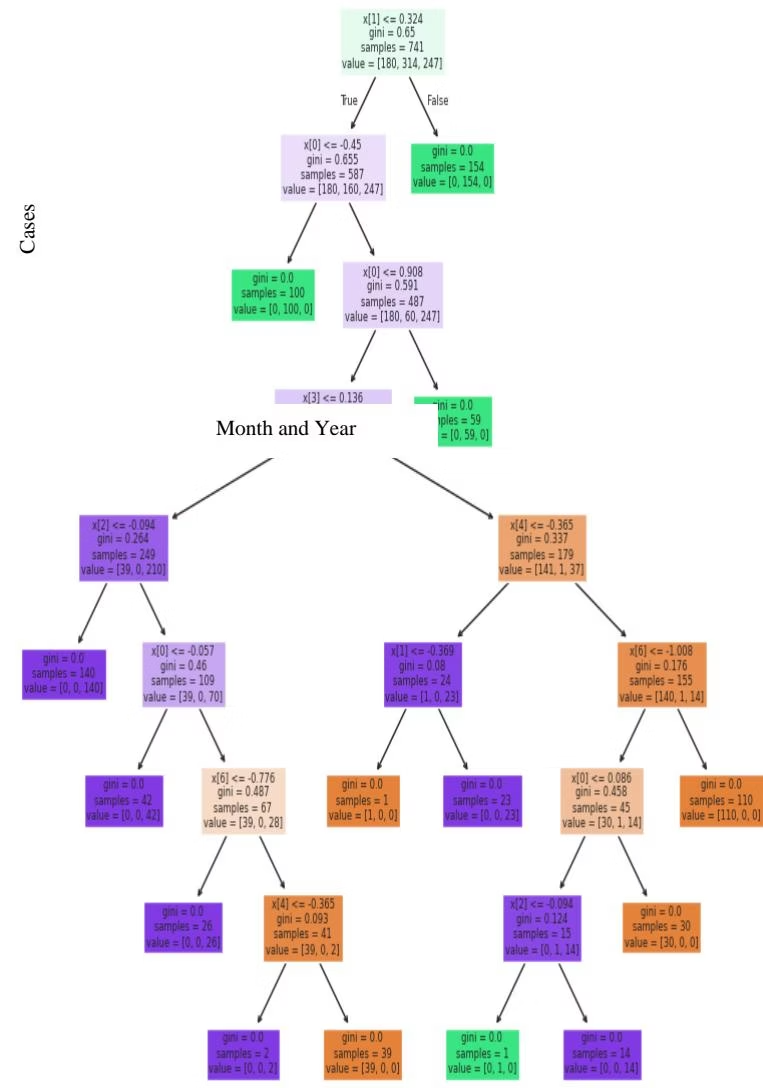 x[1] <= 0.324
gini = 0.65
samples = 741
value = [180, 314, 247]
True
False
x[0] <= -0.45
gini = 0.655
samples = 587
value = [180, 160, 247]
gini = 0.0
samples = 154
value = [0, 154, 0]
Cases
gini = 0.0
samples = 100
value = [0, 100, 0]
x[0] <= 0.908
gini = 0.591
samples = 487
value = [180, 60, 247]
x[3] <= 0.136
ini = 0.0
ples = 59
= [0, 59, 0]
Month and Year
x[2] <= -0.094
gini = 0.264
samples = 249
value = [39, 0, 210]
x[4] <= -0.365
gini = 0.337
samples = 179
value = [141, 1, 37]
gini = 0.0
samples = 140
value = [0, 0, 140]
x[0] <= -0.057
gini = 0.46
samples = 109
value = [39, 0, 70]
x[1] <= -0.369
gini = 0.08
samples = 24
value = [1, 0, 23]
x[6] <= -1.008
gini = 0.176
samples = 155
value = [140, 1, 14]
gini = 0.0
samples = 42
value = [0, 0, 42]
x[6] <= -0.776
gini = 0.487
samples = 67
value = [39, 0, 28]
gini = 0.0
samples = 1
value = [1, 0, 0]
gini = 0.0
samples = 23
value = [0, 0, 23]
x[0] <= 0.086
gini = 0.458
samples = 45
value = [30, 1, 14]
gini = 0.0
samples = 110
value = [110, 0, 0]
gini = 0.0
samples = 26
value = [0, 0, 26]
x[4] <= -0.365
gini = 0.093
samples = 41
value = [39, 0, 2]
x[2] <= -0.094
gini = 0.124
samples = 15
value = [0, 1, 14]
gini = 0.0
samples = 30
value = [30, 0, 0]
gini = 0.0
samples = 2
value = [0, 0, 2]
gini = 0.0
samples = 39
value = [39, 0, 0]
gini = 0.0
samples = 1
value = [0, 1, 0]
gini = 0.0
samples = 14
value = [0, 0, 14]